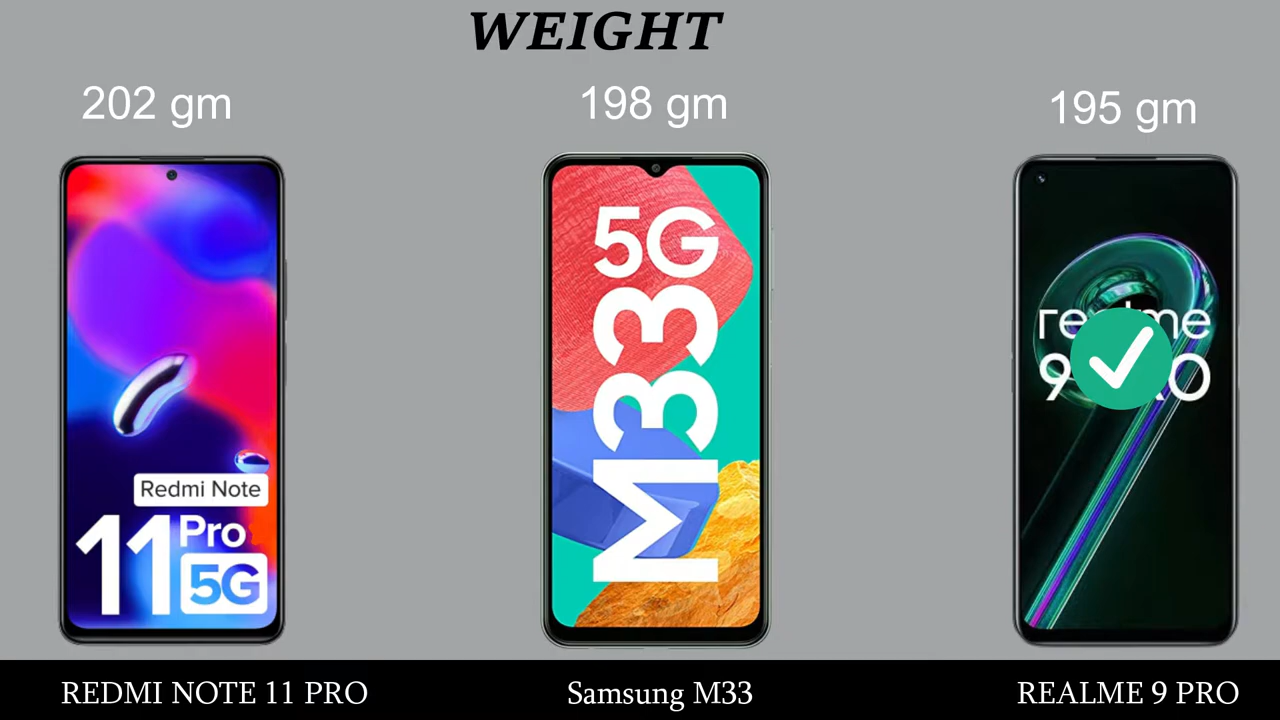 WEIGHT
202 gm
198 gm
195 gm
Redmi Note
11 Pro
5G
M33 5G
9
REDMI NOTE 11 PRO
Samsung M33
REALME 9 PRO